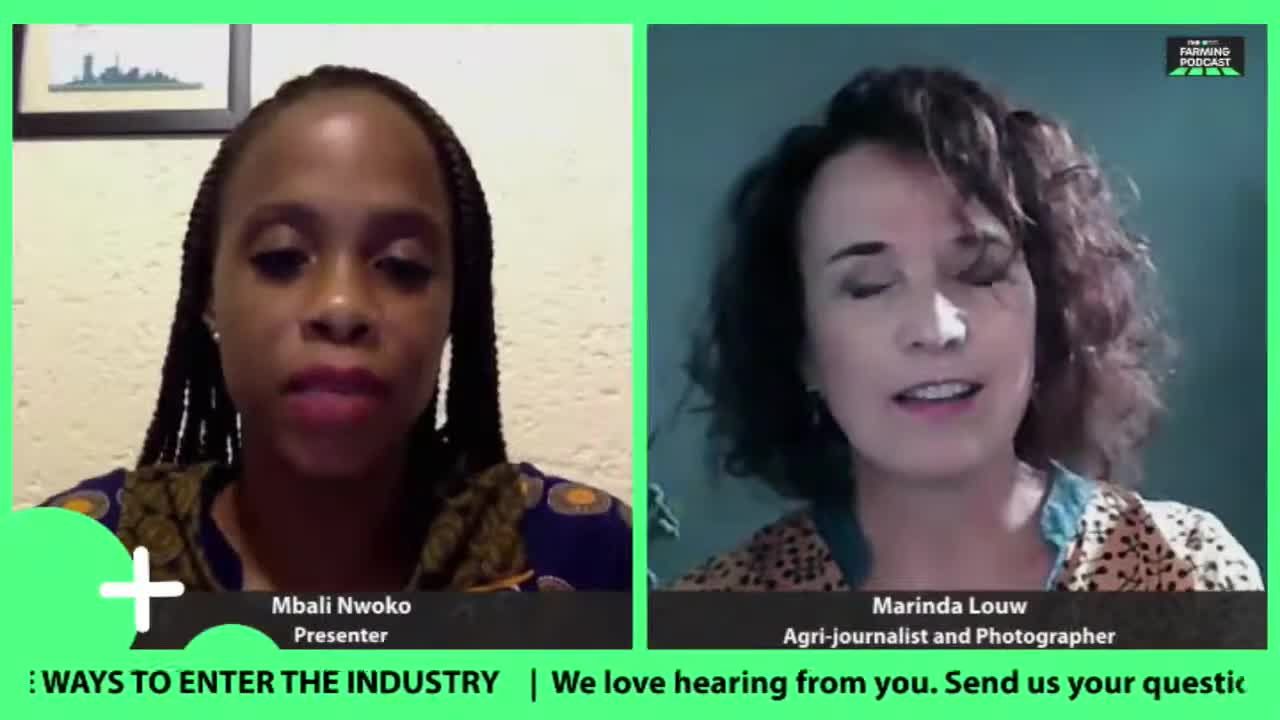 THE
FARMING
PODCAST
Mbali Nwoko
Presenter
Marinda Louw
Agri-journalist and Photographer
WAYS TO ENTER THE INDUSTRY | We love hearing from you. Send us your